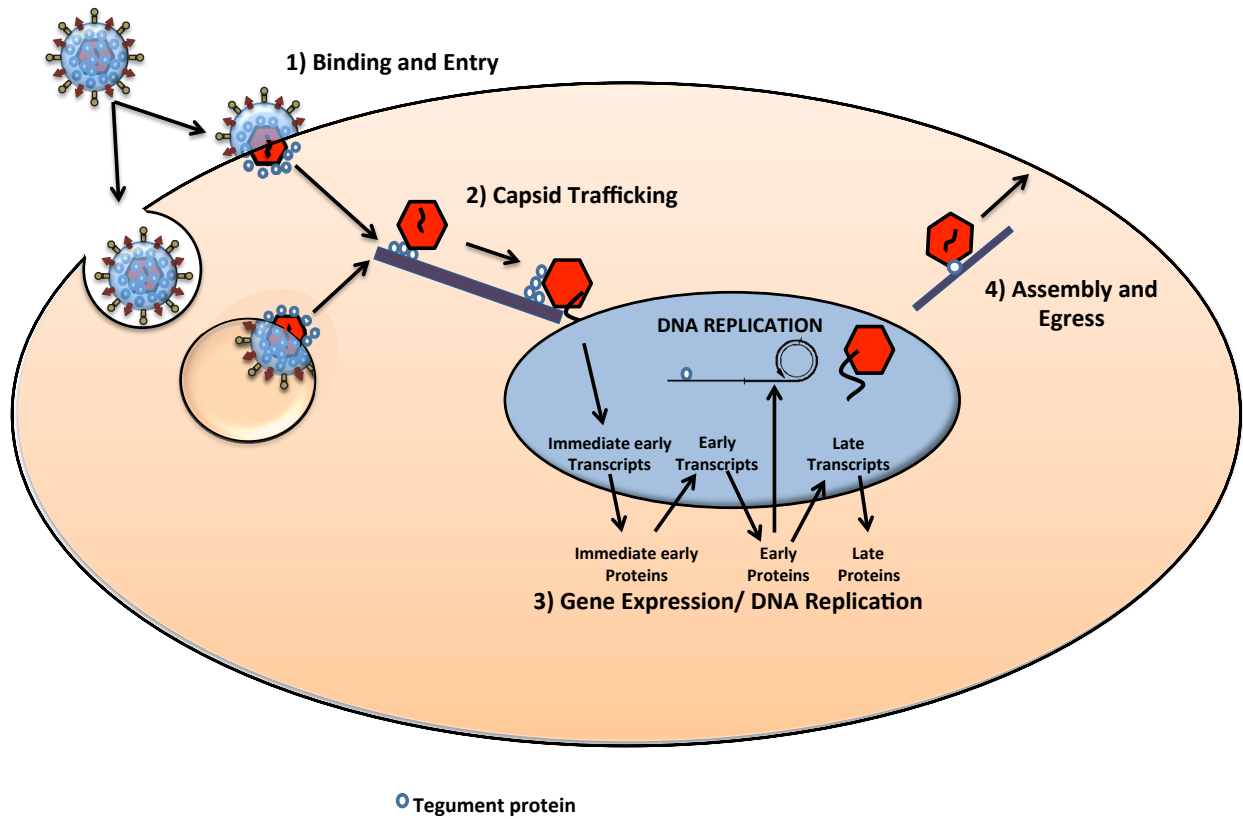 1) Binding and Entry
2) Capsid Trafficking
4) Assembly and
Egress
DNA REPLICATION
Immediate early
Transcripts
Early
Transcripts
Late
Transcripts
Immediate early
Proteins
Early
Proteins
Late
Proteins
3) Gene Expression/ DNA Replication
Tegument protein